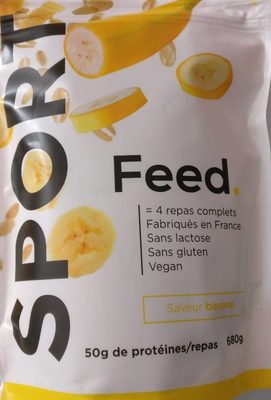 SPORT
Feed.
= 4 repas complets
Fabriqués en France
Sans lactose
Sans gluten
Vegan
Saveur banane
50g de protéines/repas 680g